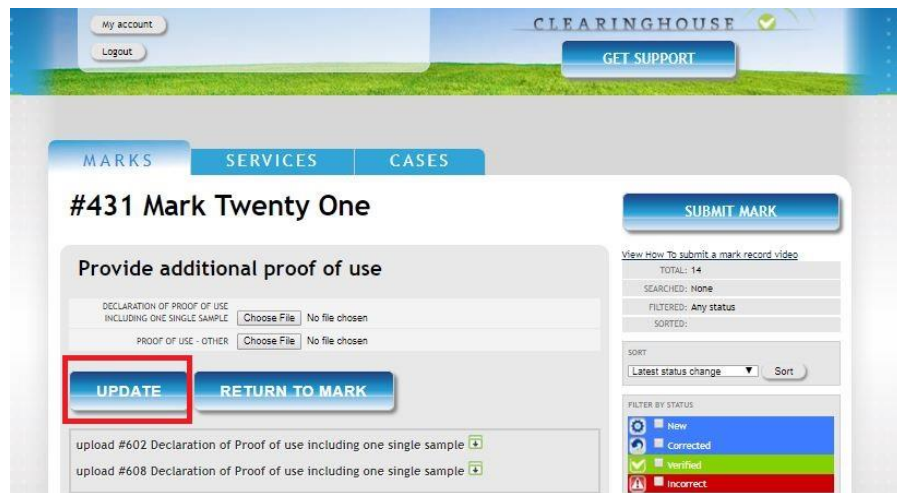 My account
Logout
CLEARINGHOUSE
GET SUPPORT
MARKS SERVICES CASES
#431 Mark Twenty One
Provide additional proof of use
DECLARATION OF PROOF OF USE
INCLUDING ONE SINGLE SAMPLE Choose File No file chosen
PROOF OF USE - OTHER Choose File No file chosen
UPDATE RETURN TO MARK
upload #602 Declaration of Proof of use including one single sample
upload #608 Declaration of Proof of use including one single sample
SUBMIT MARK
View How To submit a mark record video
TOTAL: 14
SEARCHED: None
FILTERED: Any status
SORTED:
SORT
Latest status change Sort
FILTER BY STATUS
New
Corrected
Verified
Incorrect